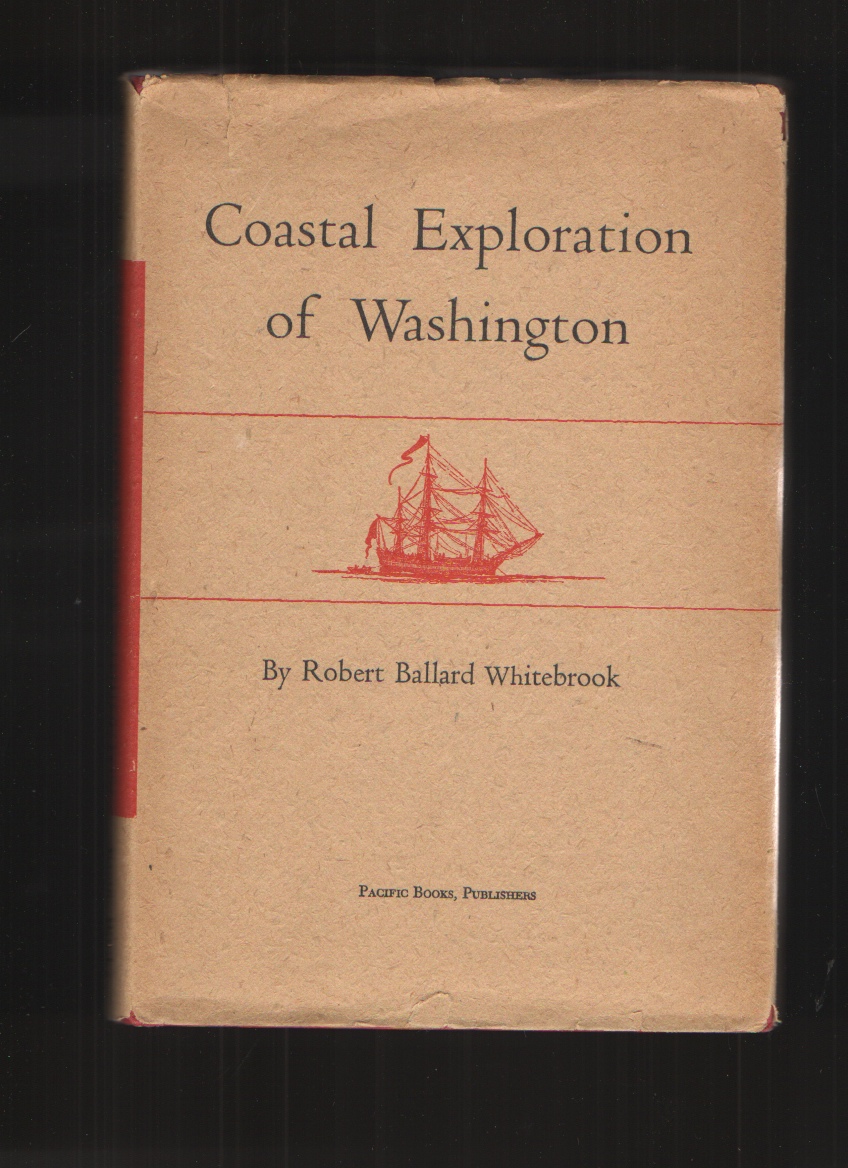 Coastal Exploration
of Washington
By Robert Ballard Whitebrook
Pacific Books, Publishers